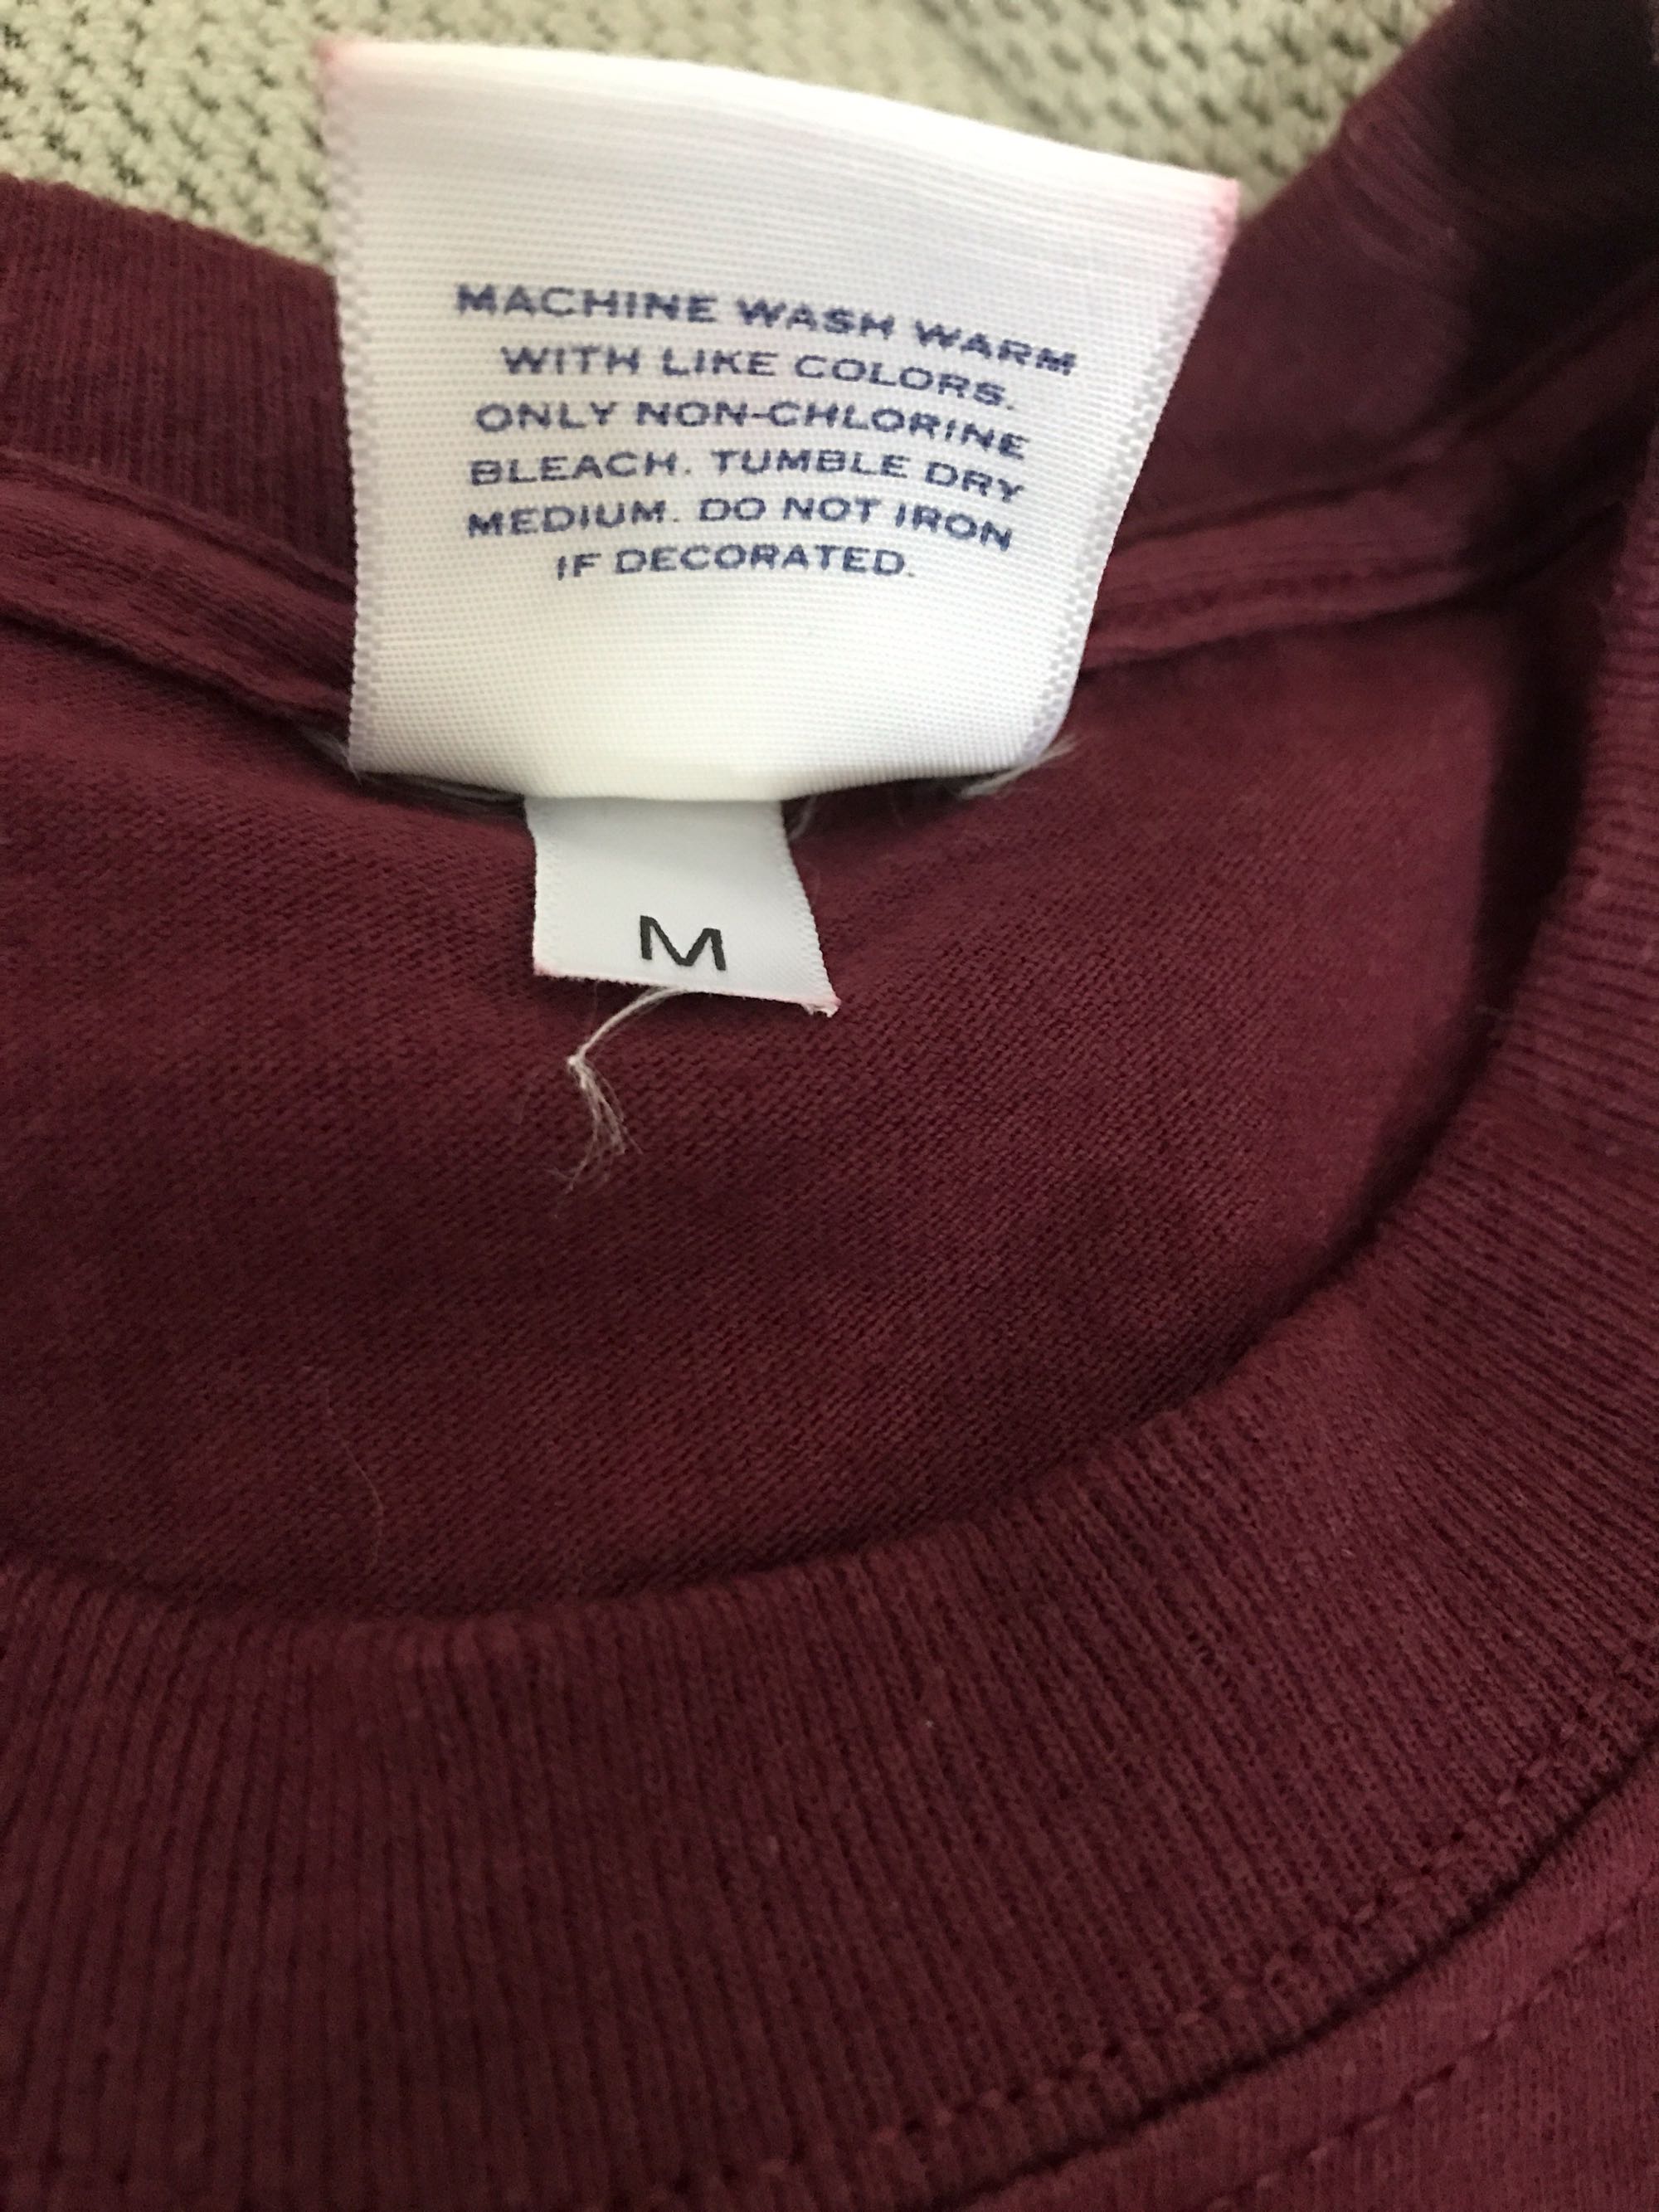 MACHINE WASH WARM
WITH LIKE COLORS.
ONLY NON-CHLORINE
BLEACH. TUMBLE DRY
MEDIUM. DO NOT IRON
IF DECORATED.
M